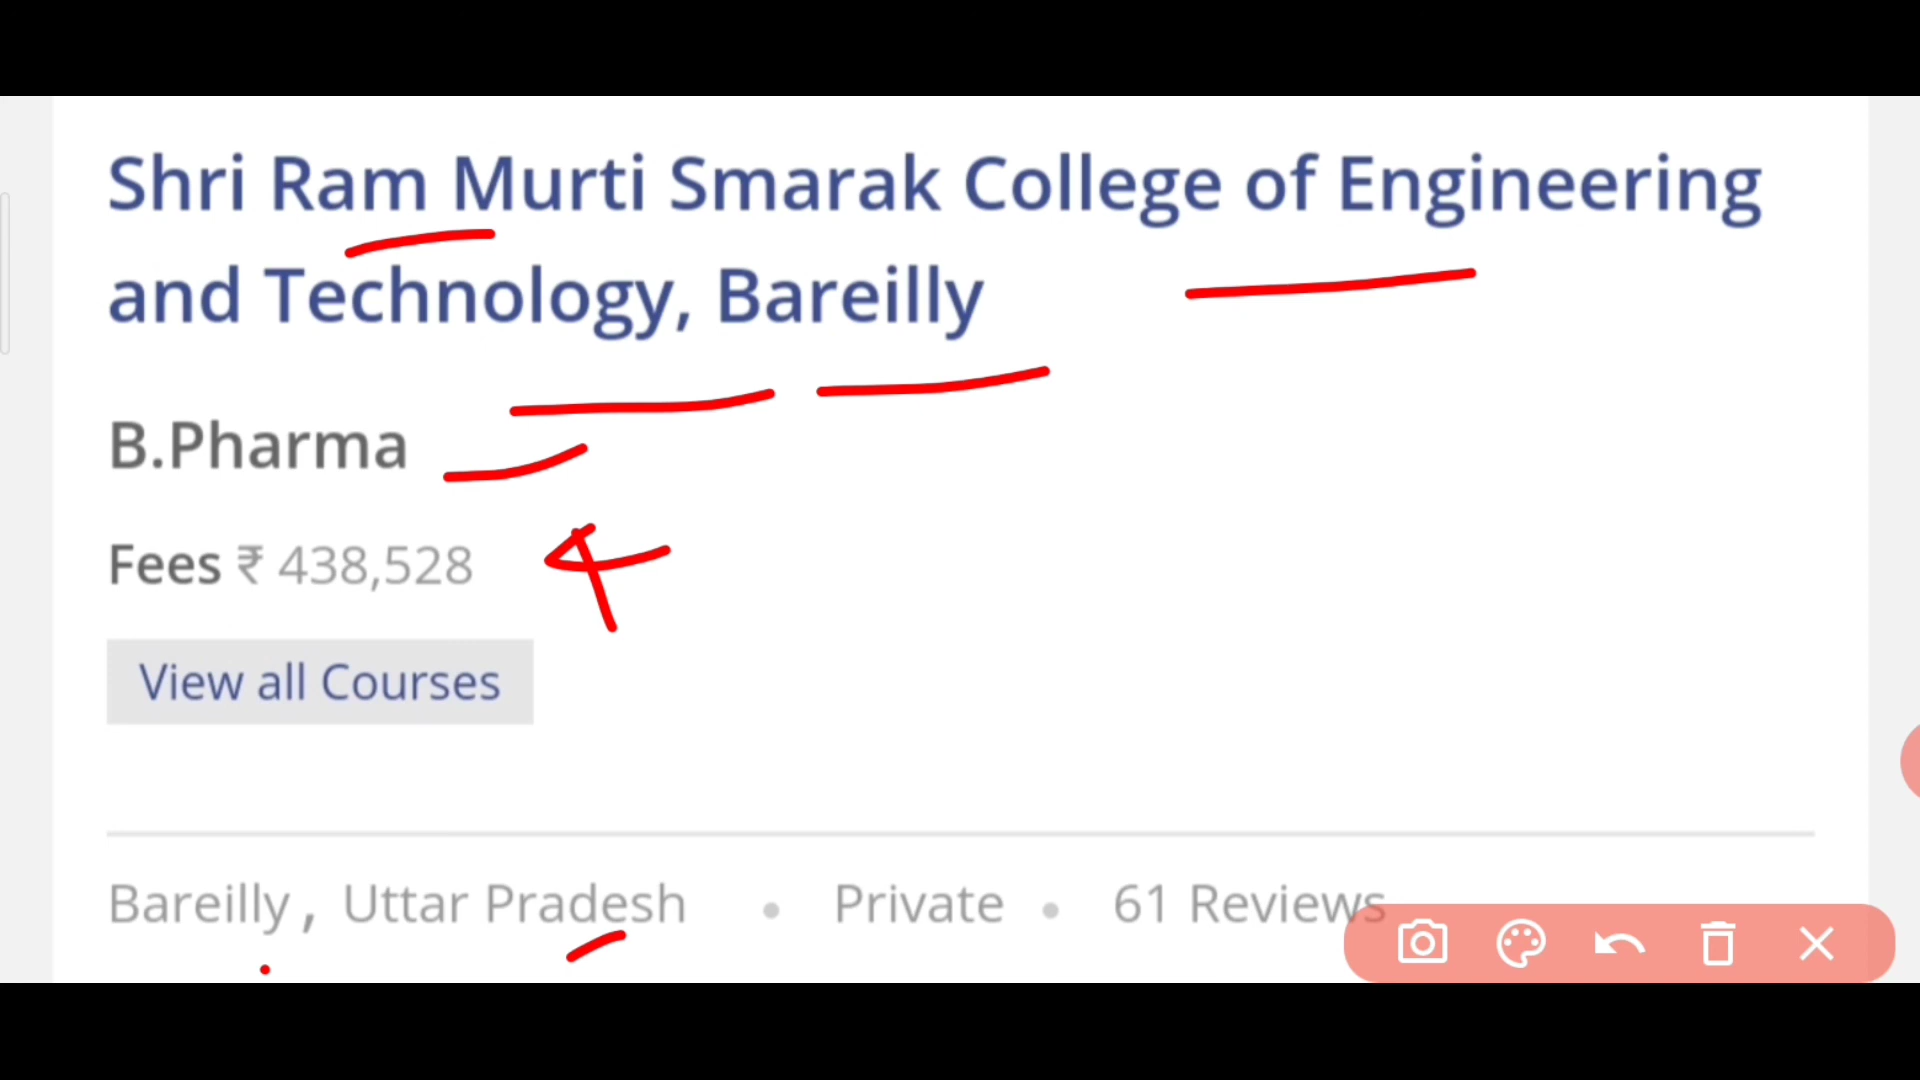 Shri Ram Murti Smarak College of Engineering
and Technology, Bareilly
B.Pharma
Fees ₹ 438,528
View all Courses
Bareilly, Uttar Pradesh • Private • 61 Reviews